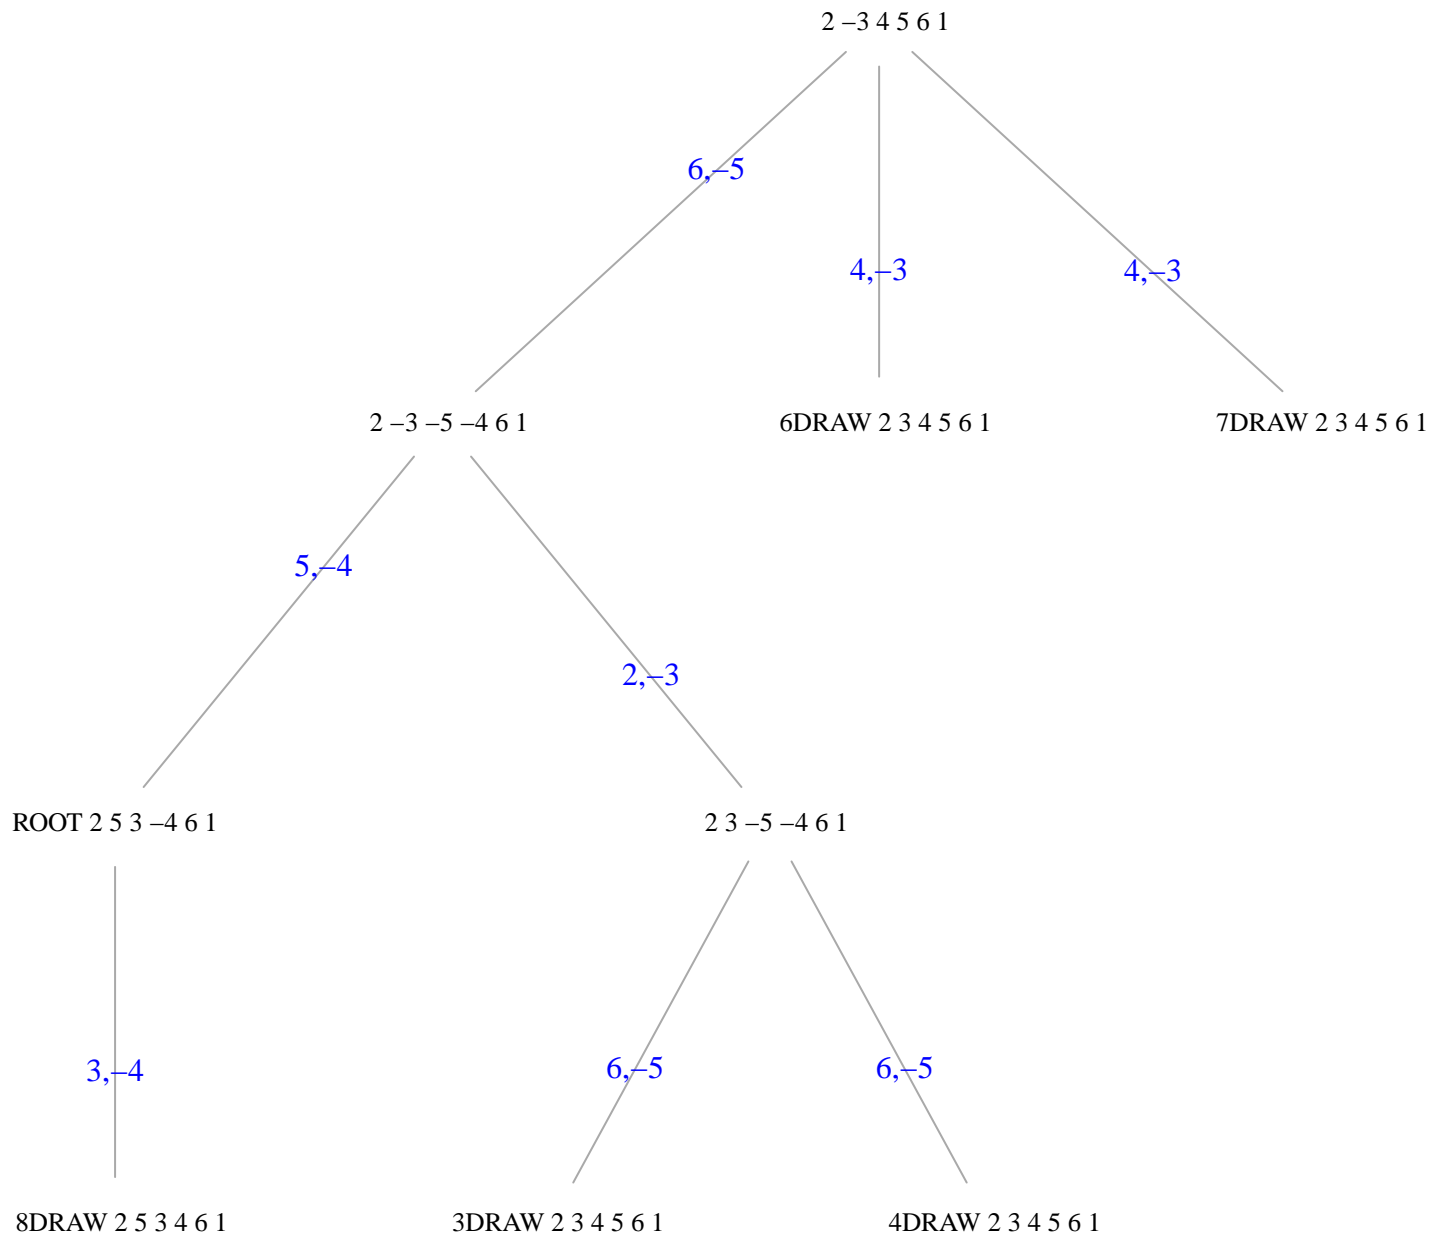 2 –3 4 5 6 1
6,–5
4,–3
4,–3
2 –3 –5 –4 6 1
6DRAW 2 3 4 5 6 1
7DRAW 2 3 4 5 6 1
5,–4
2,–3
ROOT 2 5 3 –4 6 1
2 3 –5 –4 6 1
3,–4
6,–5
6,–5
8DRAW 2 5 3 4 6 1
3DRAW 2 3 4 5 6 1
4DRAW 2 3 4 5 6 1